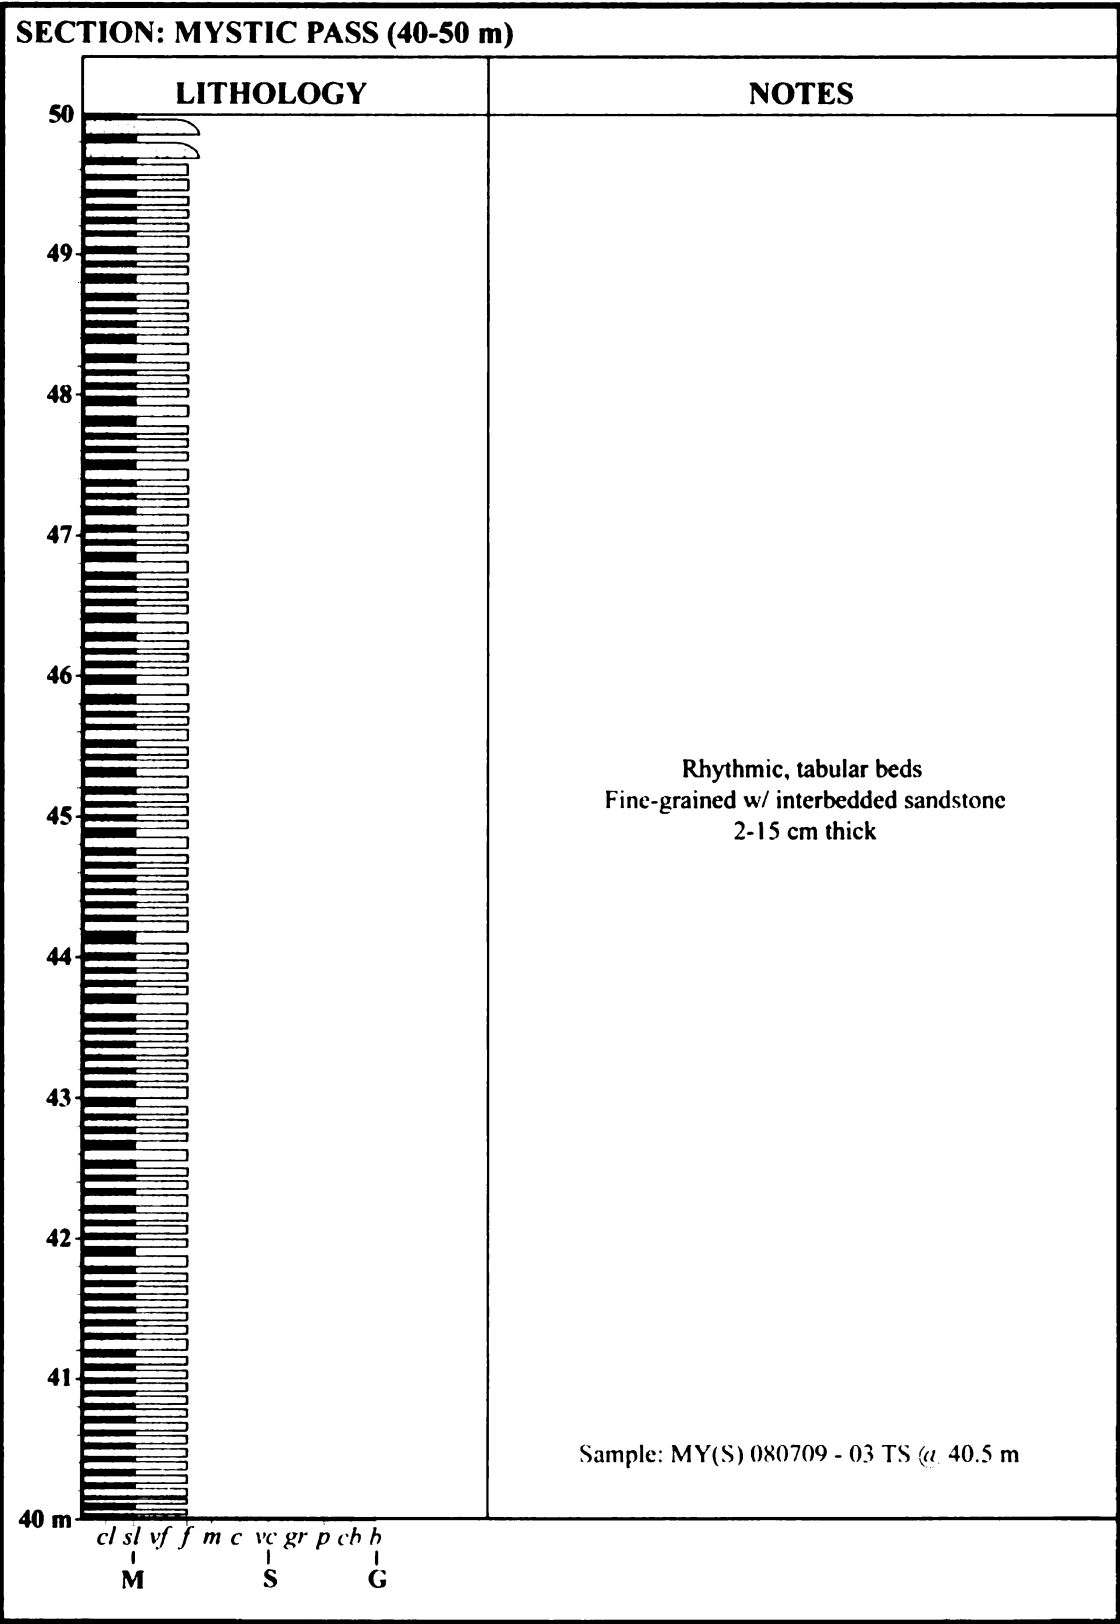 SECTION: MYSTIC PASS (40-50 m)
LITHOLOGY NOTES
50
49
48
47
46
Rhythmic, tabular beds
Fine-grained w/ interbedded sandstone
2-15 cm thick
45
44
43
42
41
Sample: MY(S) 080709 - 03 TS @ 40.5 m
40 m
cl sl vf f m c vc gr p cb b
M S G